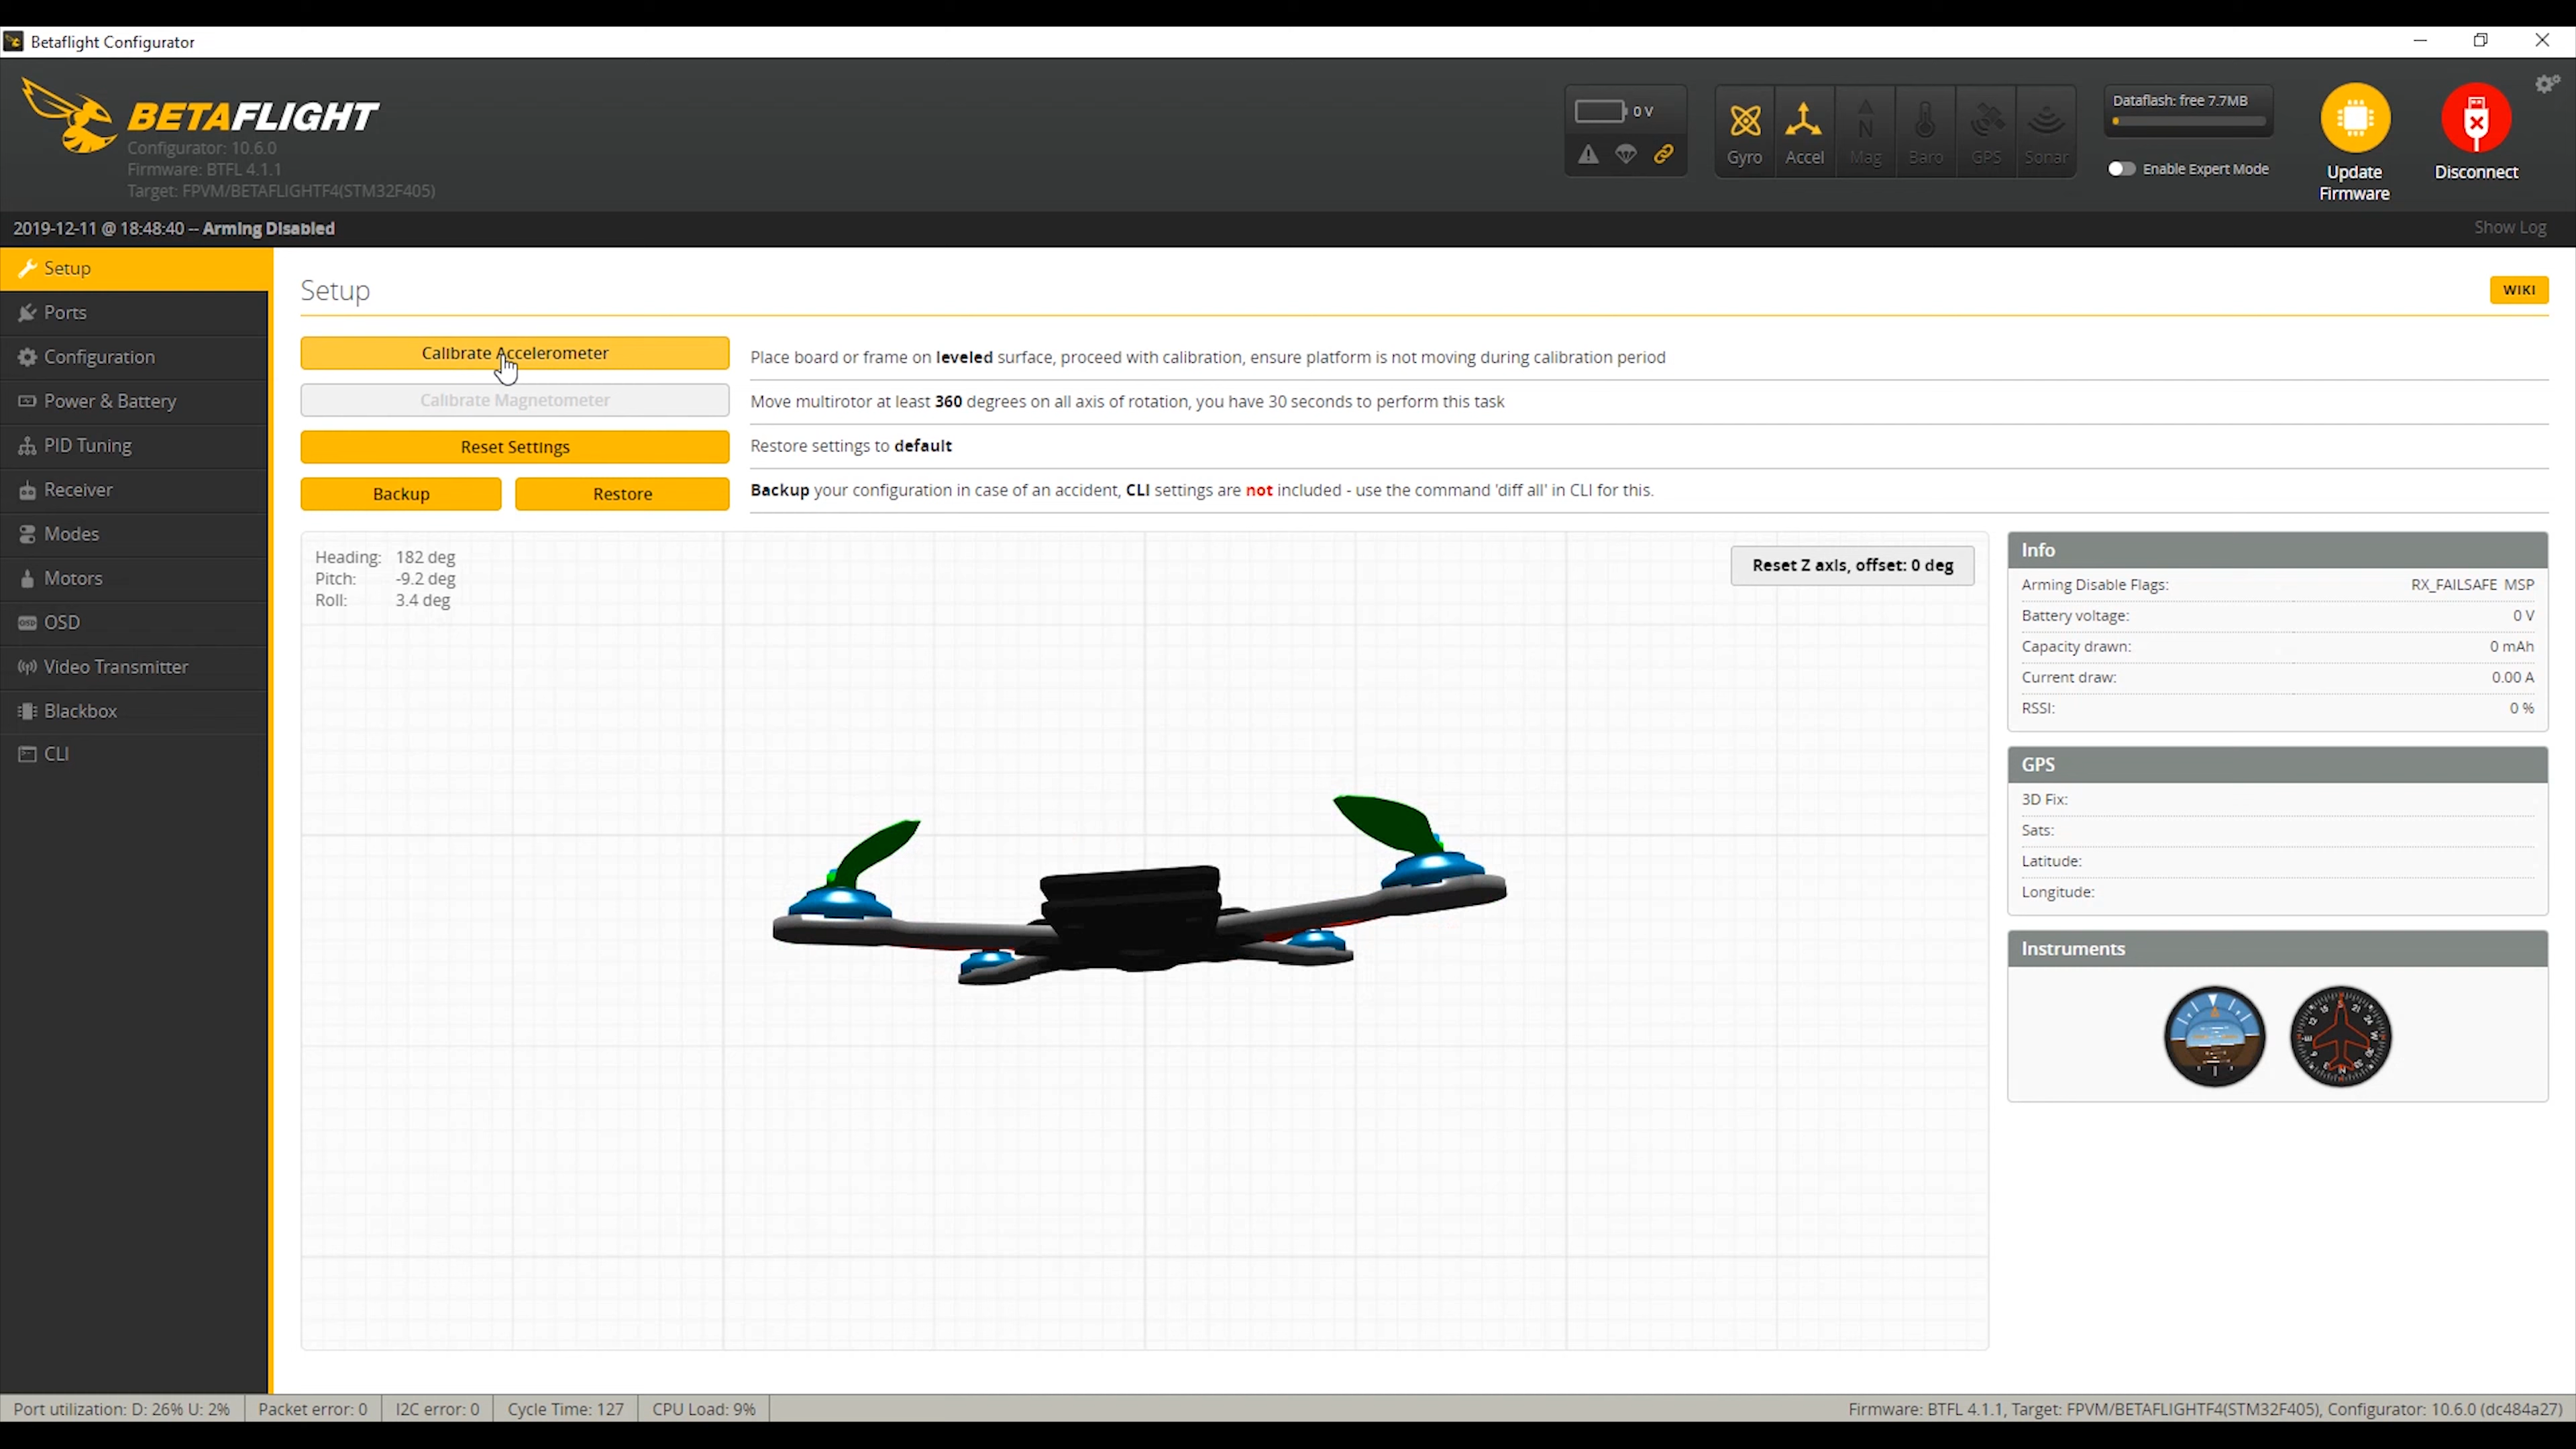 Betaflight Configurator
BETAFLIGHT
Configurator: 10.6.0
Firmware: BTFL 4.1.1
Target: FPVM/BETAFLIGHTF4(STM32F405)
0 V
Gyro Accel Mag Baro GPS Sonar
Dataflash: free 7.7MB
Enable Expert Mode
Update
Firmware
Disconnect
2019-12-11 @ 18:48:40 -- Arming Disabled
Show Log
Setup
Ports
Configuration
Power & Battery
PID Tuning
Receiver
Modes
Motors
OSD
Video Transmitter
Blackbox
CLI
Setup
WIKI
Calibrate Accelerometer
Place board or frame on leveled surface, proceed with calibration, ensure platform is not moving during calibration period
Calibrate Magnetometer
Move multirotor at least 360 degrees on all axis of rotation, you have 30 seconds to perform this task
Reset Settings
Restore settings to default
Backup Restore
Backup your configuration in case of an accident, CLI settings are not included - use the command 'diff all' in CLI for this.
Heading: 182 deg
Pitch: -9.2 deg
Roll: 3.4 deg
Reset Z axis, offset: 0 deg
Info
Arming Disable Flags: RX_FAILSAFE MSP
Battery voltage: 0 V
Capacity drawn: 0 mAh
Current draw: 0.00 A
RSSI: 0 %
GPS
3D Fix:
Sats:
Latitude:
Longitude:
Instruments
Port utilization: D: 26% U: 2% Packet error: 0 I2C error: 0 Cycle Time: 127 CPU Load: 9%
Firmware: BTFL 4.1.1, Target: FPVM/BETAFLIGHTF4(STM32F405), Configurator: 10.6.0 (dc484a27)